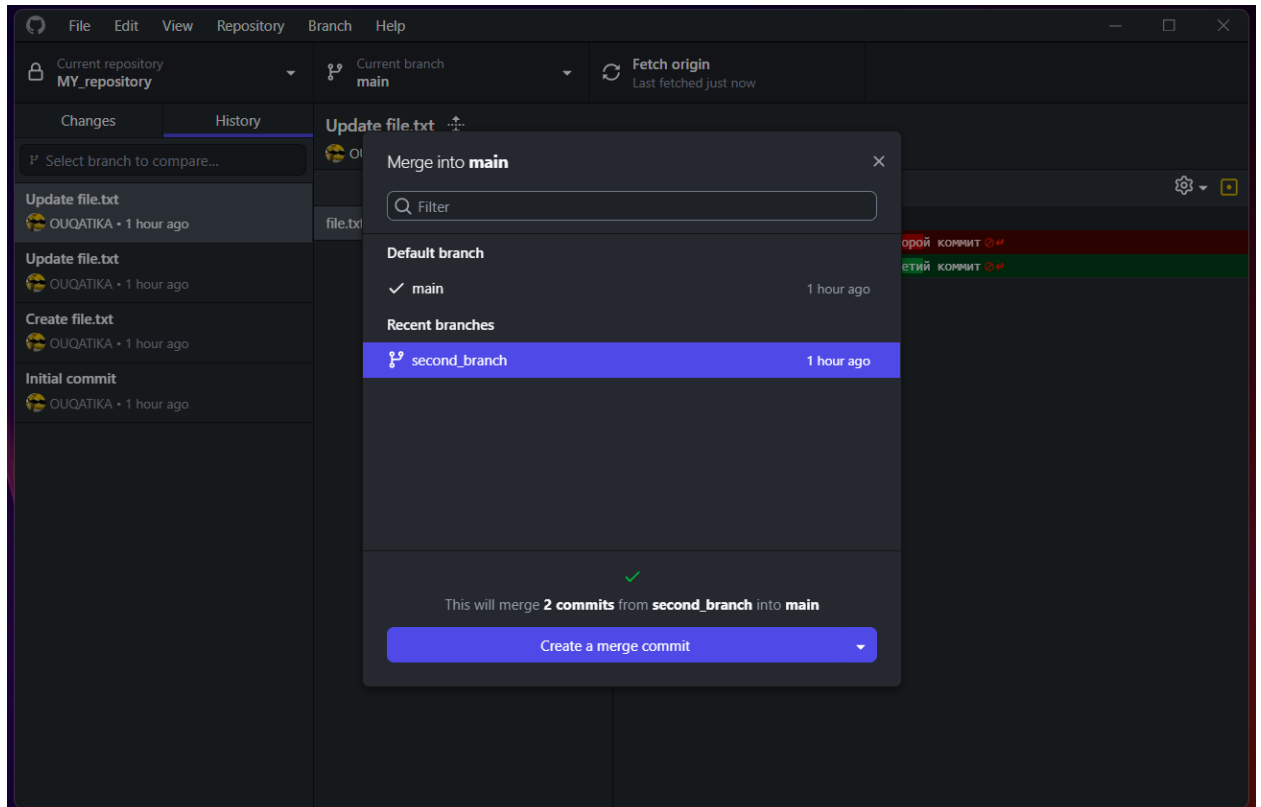 File Edit View Repository Branch Help
Current repository
MY_repository
Current branch
main
Fetch origin
Last fetched just now
Changes History
Select branch to compare...
Update file.txt
OUQATIKA • 1 hour ago
Update file.txt
OUQATIKA • 1 hour ago
Create file.txt
OUQATIKA • 1 hour ago
Initial commit
OUQATIKA • 1 hour ago
Update file.txt
file.txt
коммит
коммит
Merge into main
Filter
Default branch
main 1 hour ago
Recent branches
second_branch 1 hour ago
This will merge 2 commits from second_branch into main
Create a merge commit